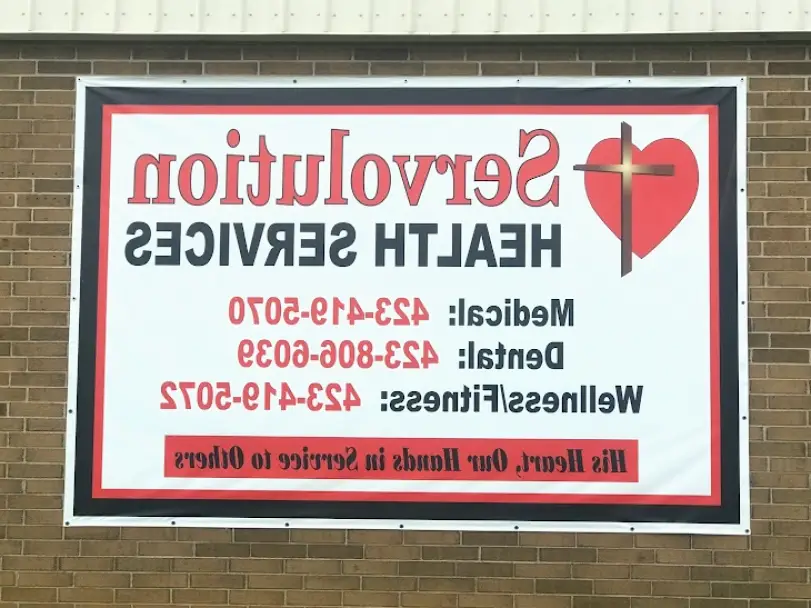 Servolution
HEALTH SERVICES
Medical: 423-419-5070
Dental: 423-806-6039
Wellness/Fitness: 423-419-5072
His Heart, Our Hands in Service to Others